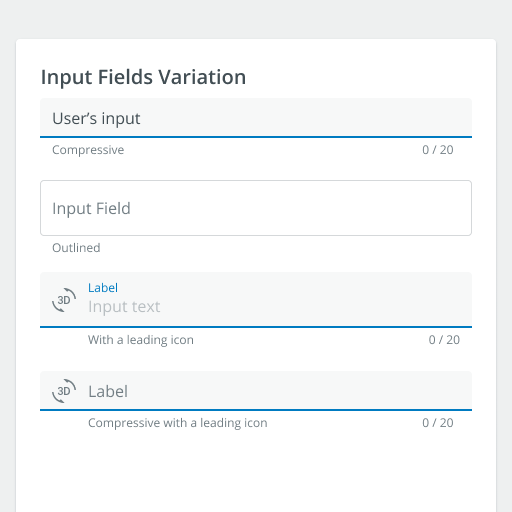 Input Fields Variation
User’s input
Compressive 0 / 20
Input Field
Outlined
Label
3D Input text
With a leading icon 0 / 20
3D Label
Compressive with a leading icon 0 / 20